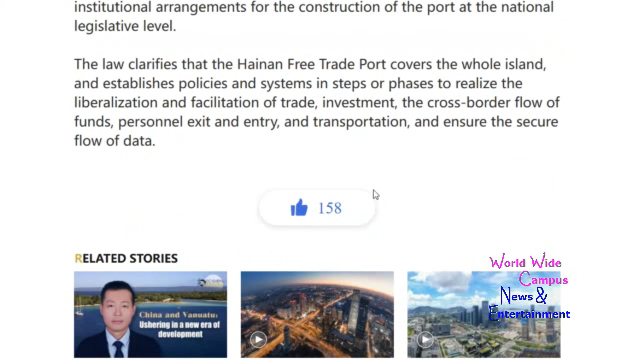 institutional arrangements for the construction of the port at the national
legislative level.
The law clarifies that the Hainan Free Trade Port covers the whole island,
and establishes policies and systems in steps or phases to realize the
liberalization and facilitation of trade, investment, the cross-border flow of
funds, personnel exit and entry, and transportation, and ensure the secure
flow of data.
158
RELATED STORIES
China and Vanuatu:
Ushering in a new era of
development
World Wide
Campus
News &
Entertainment